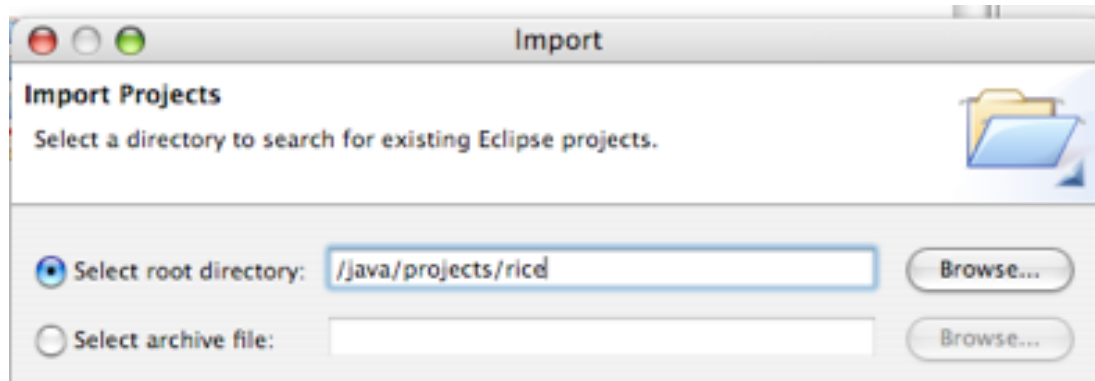 Import
Import Projects
Select a directory to search for existing Eclipse projects.
Select root directory: /java/projects/rice Browse...
Select archive file: Browse...